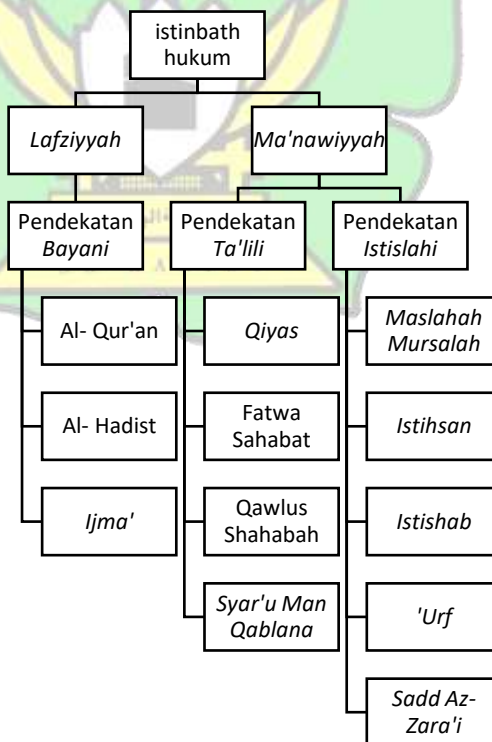 istinbath
hukum
Lafziyyah
Ma'nawiyyah
Pendekatan
Bayani
Pendekatan
Ta'lili
Pendekatan
Istislahi
Al- Qur'an
Al- Hadist
Ijma'
Qiyas
Fatwa
Sahabat
Qawlus
Shahabah
Syar'u Man
Qablana
Maslahah
Mursalah
Istihsan
Istishab
'Urf
Sadd Az-
Zara'i